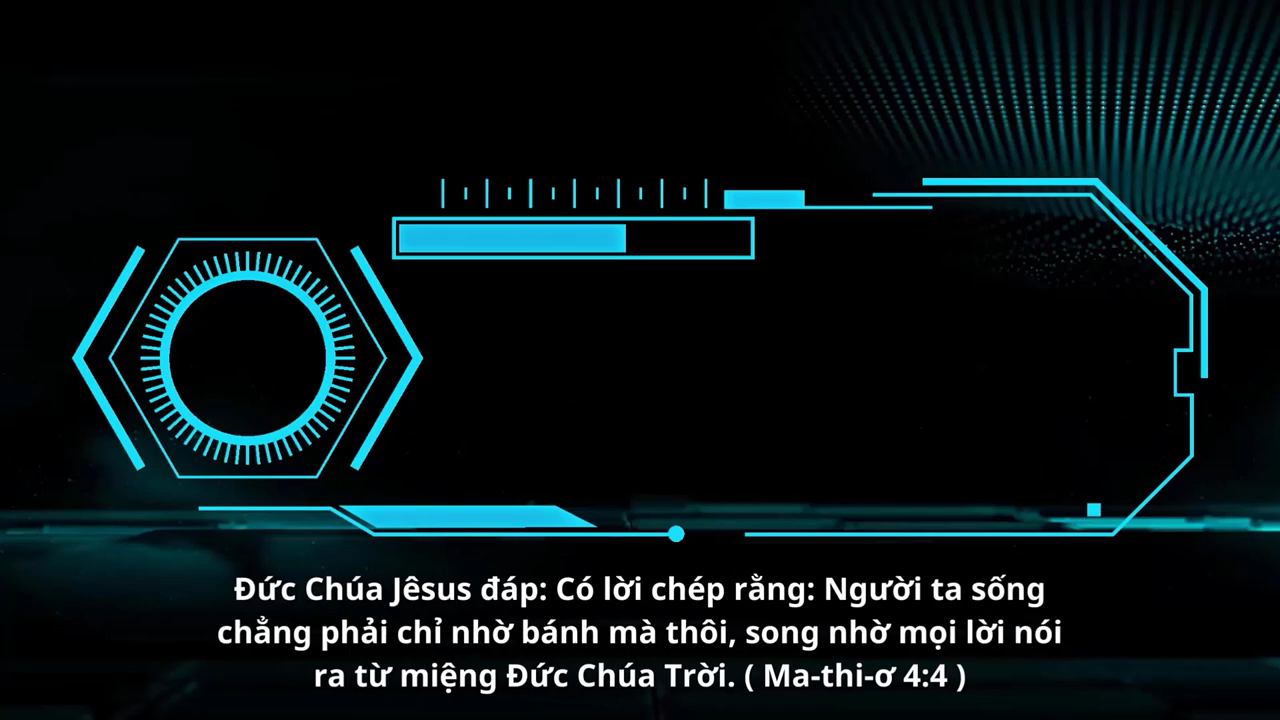 Đức Chúa Jêsus đáp: Có lời chép rằng: Người ta sống
chẳng phải chỉ nhờ bánh mà thôi, song nhờ mọi lời nói
ra từ miệng Đức Chúa Trời. ( Ma-thi-ơ 4:4 )